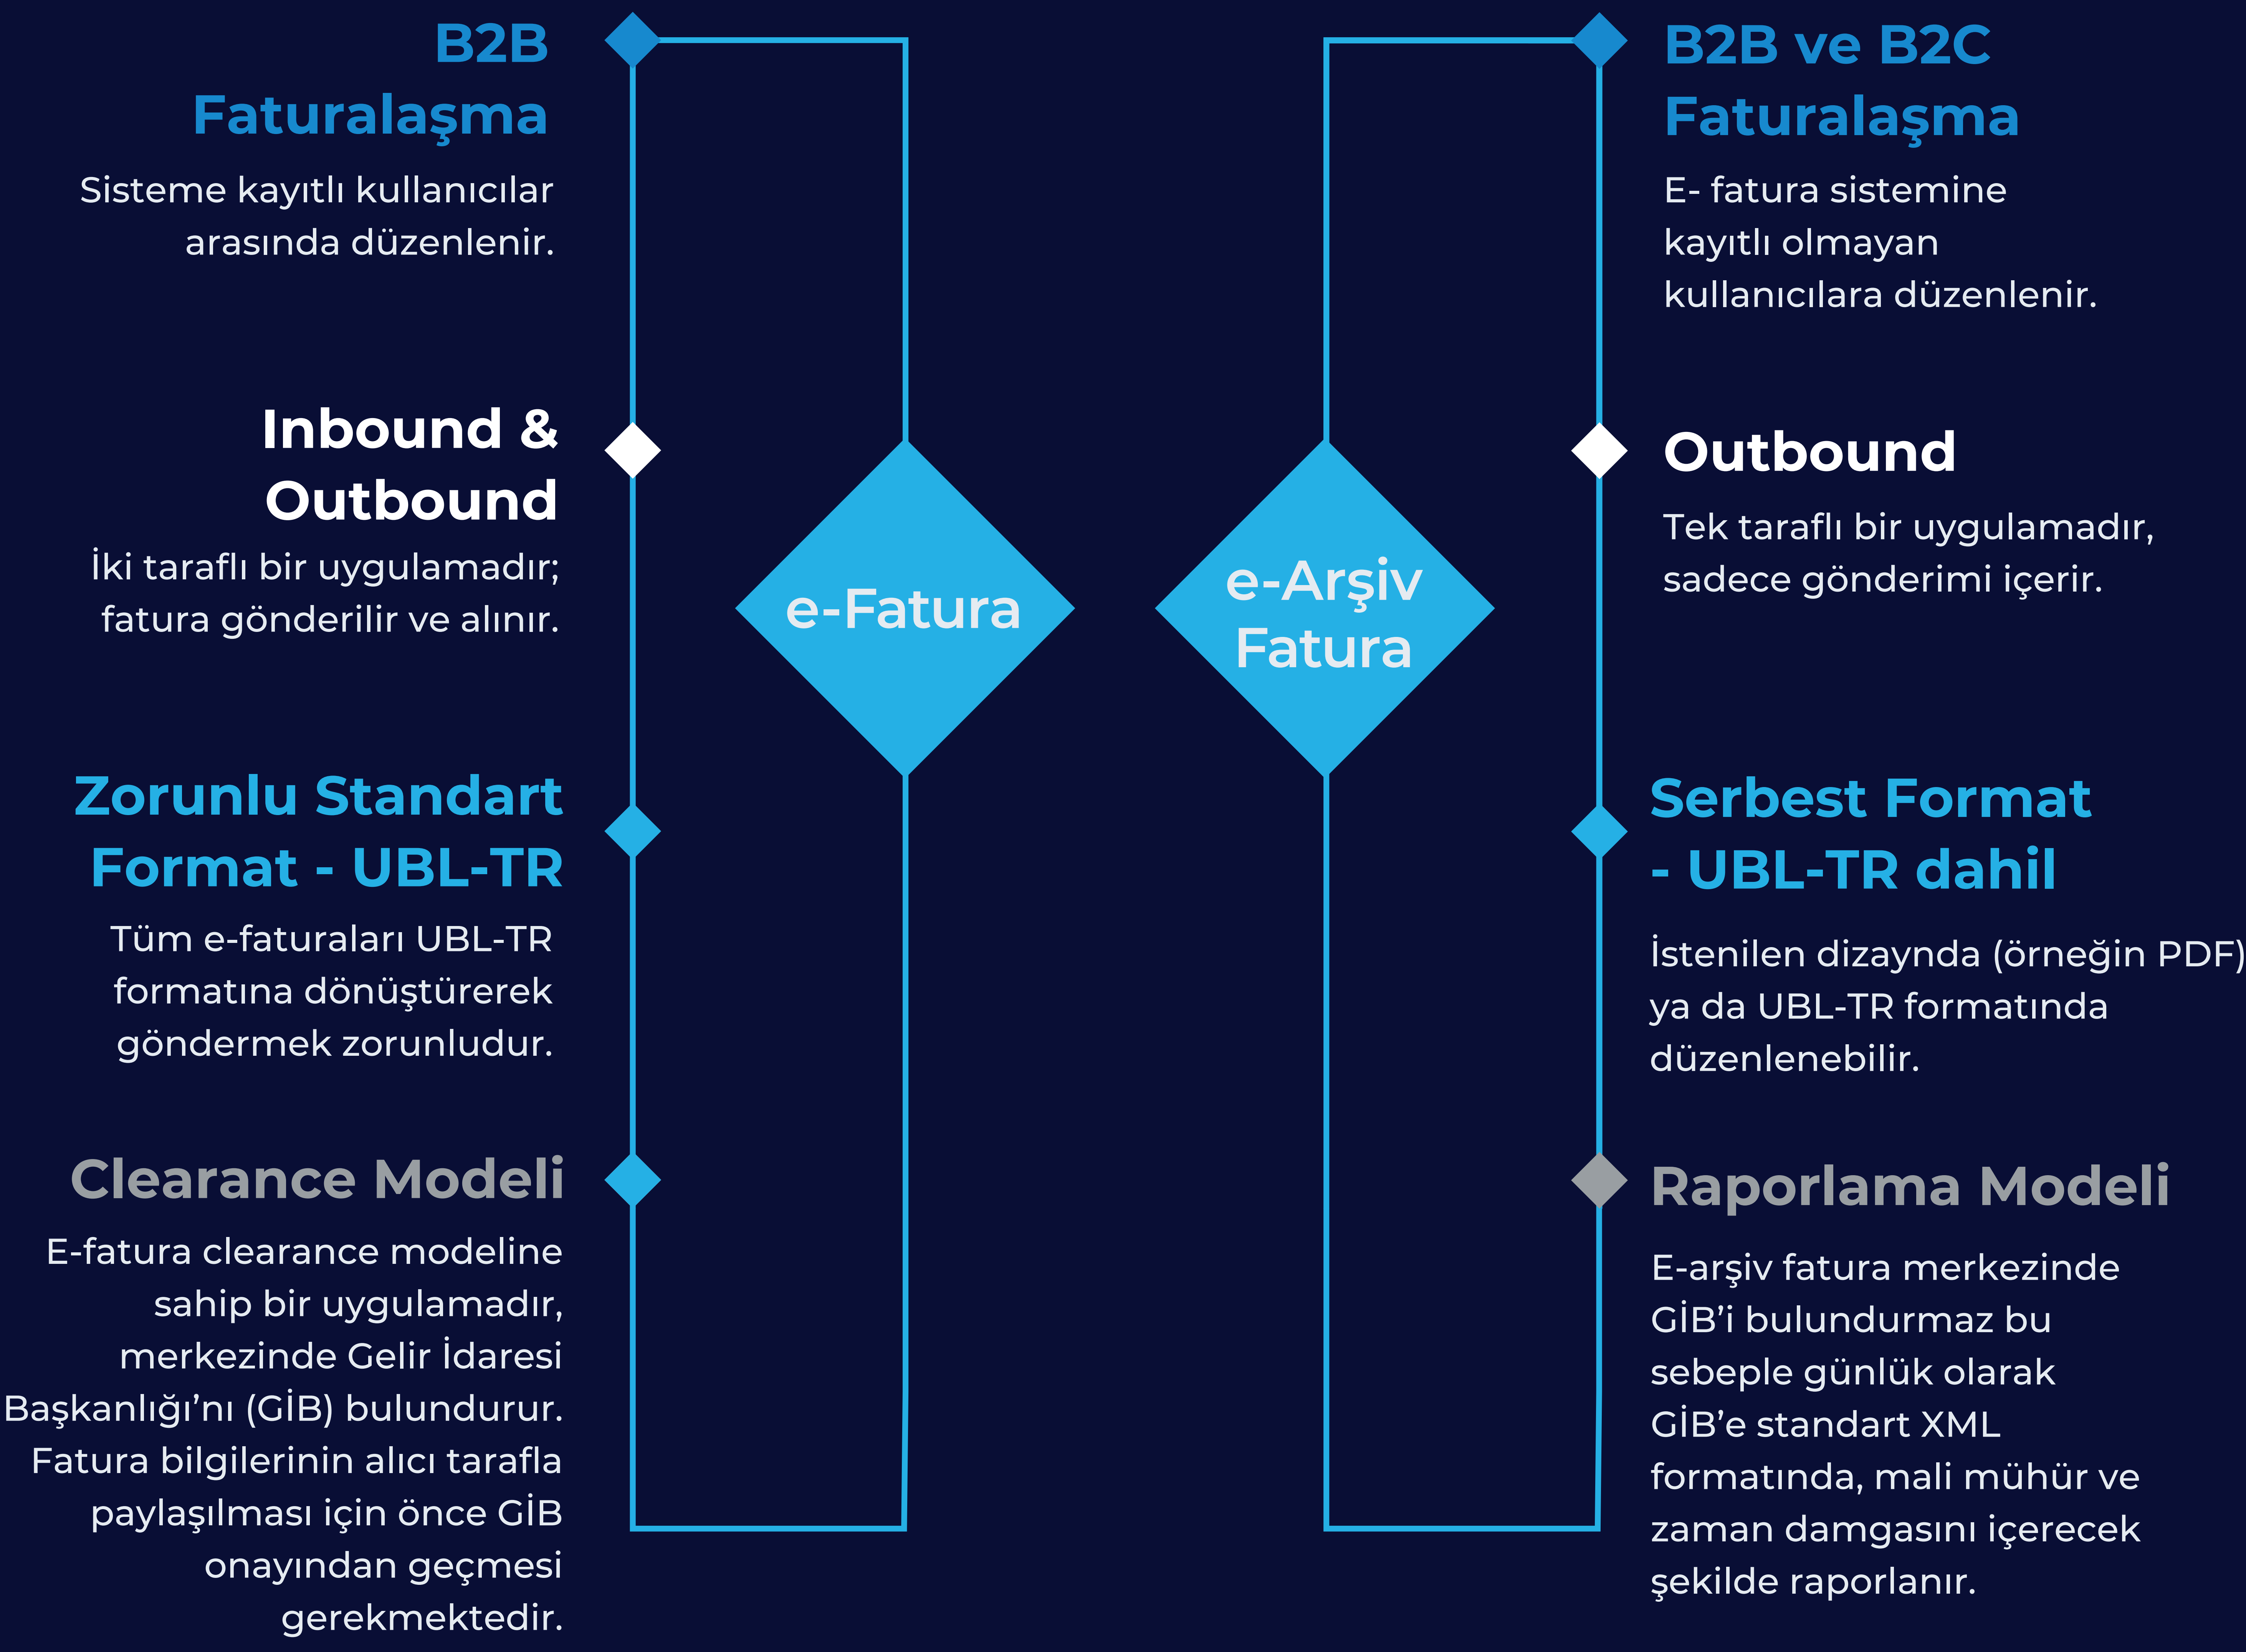 B2B
Faturalaşma
Sisteme kayıtlı kullanıcılar
arasında düzenlenir.
Inbound &
Outbound
İki taraflı bir uygulamadır;
fatura gönderilir ve alınır.
Zorunlu Standart
Format - UBL-TR
Tüm e-faturaları UBL-TR
formatına dönüştürerek
göndermek zorunludur.
Clearance Modeli
E-fatura clearance modeline
sahip bir uygulamadır,
merkezinde Gelir İdaresi
Başkanlığı’nı (GİB) bulundurur.
Fatura bilgilerinin alıcı tarafla
paylaşılması için önce GİB
onayından geçmesi
gerekmektedir.
e-Fatura
e-Arşiv
Fatura
B2B ve B2C
Faturalaşma
E- fatura sistemine
kayıtlı olmayan
kullanıcılara düzenlenir.
Outbound
Tek taraflı bir uygulamadır,
sadece gönderimi içerir.
Serbest Format
- UBL-TR dahil
İstenilen dizaynda (örneğin PDF)
ya da UBL-TR formatında
düzenlenebilir.
Raporlama Modeli
E-arşiv fatura merkezinde
GİB’i bulundurmaz bu
sebeple günlük olarak
GİB’e standart XML
formatında, mali mühür ve
zaman damgasını içerecek
şekilde raporlanır.